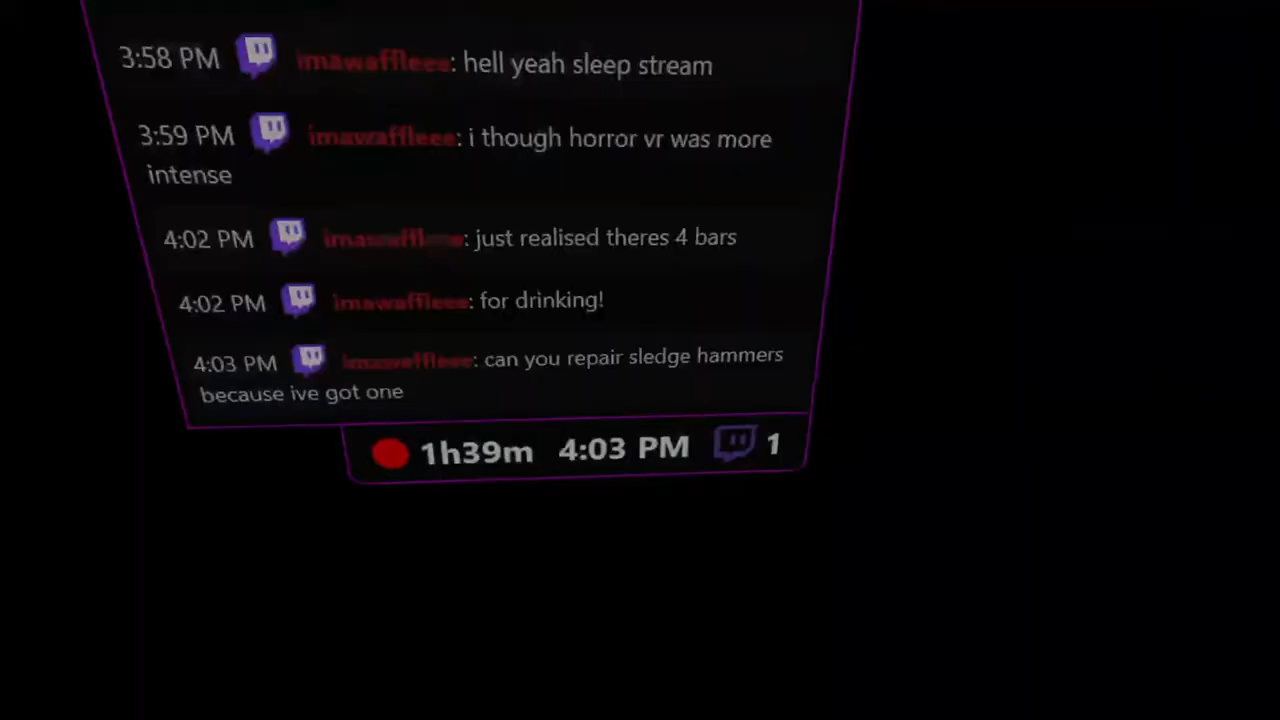 3:58 PM imawaffleee: hell yeah sleep stream
3:59 PM imawaffleee: i though horror vr was more
intense
4:02 PM imawaffleee: just realised theres 4 bars
4:02 PM imawaffleee: for drinking!
4:03 PM imawaffleee: can you repair sledge hammers
because ive got one
1h39m 4:03 PM 1